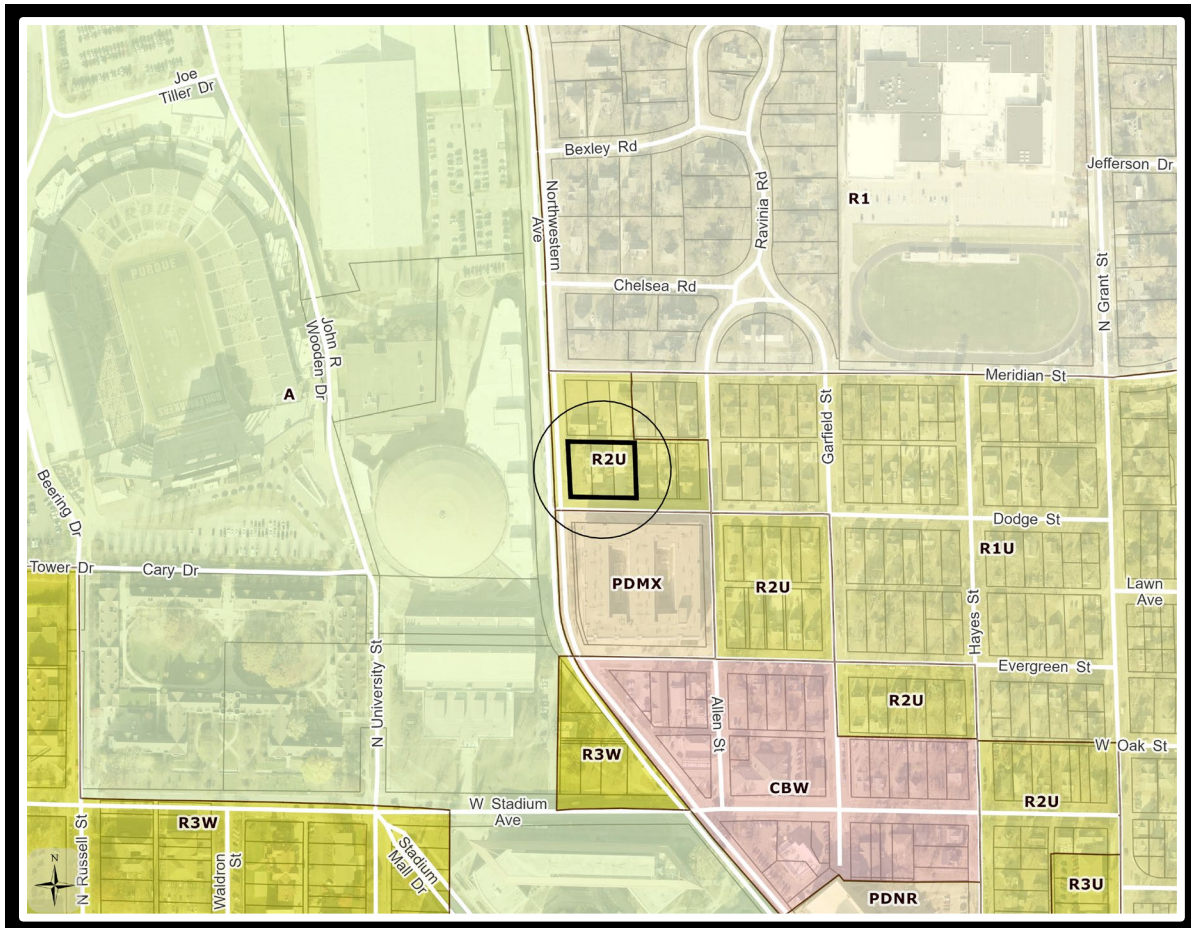 Joe
Tiller Dr
Bexley Rd
Jefferson Dr
Northwestern
Ave
Ravinia Rd
R1
PURDUE
Chelsea Rd
N Grant St
John R
Wooden Dr
Meridian St
A
BOILERMAKERS
Garfield St
R2U
Beering Dr
Dodge St
R1U
Tower Dr
Cary Dr
PDMX
R2U
Lawn
Ave
Hayes St
N University St
Evergreen St
R2U
Allen St
R3W
W Oak St
CBW
R2U
W Stadium
Ave
R3W
N Russell St
Waldron
St
Stadium
Mall Dr
N
R3U
PDNR